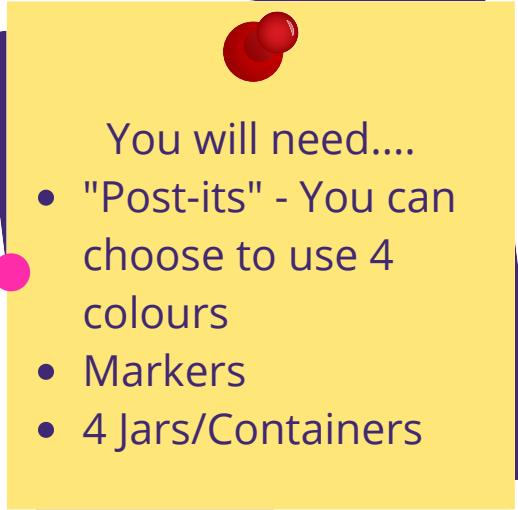 You will need....
• "Post-its" - You can
choose to use 4
colours
• Markers
• 4 Jars/Containers